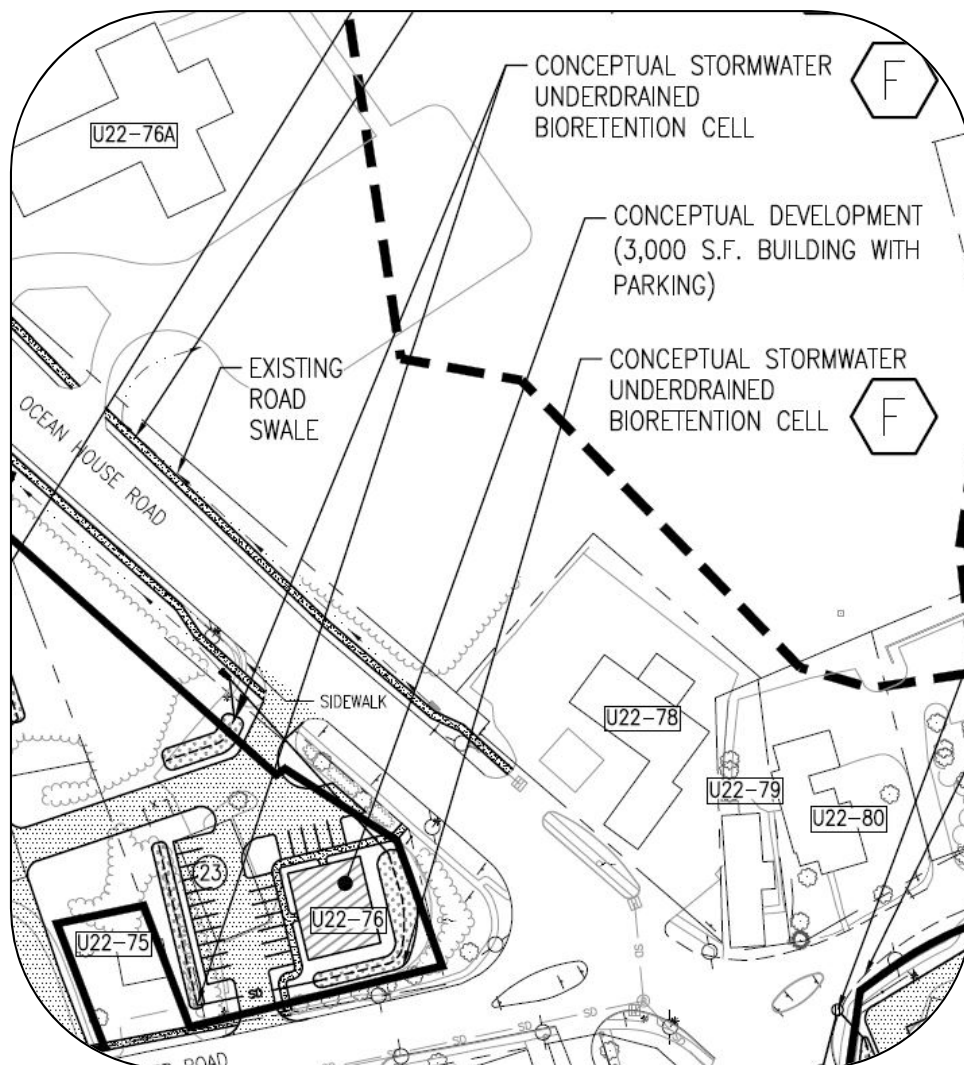 CONCEPTUAL STORMWATER
UNDERDRAINED
BIORETENTION CELL
F
U22-76A
CONCEPTUAL DEVELOPMENT
(3,000 S.F. BUILDING WITH
PARKING)
CONCEPTUAL STORMWATER
UNDERDRAINED
BIORETENTION CELL
F
EXISTING
ROAD
SWALE
OCEAN HOUSE ROAD
SIDEWALK
U22-78
U22-79
U22-80
23
U22-76
U22-75
SD
SD
SD
SD
ROAD